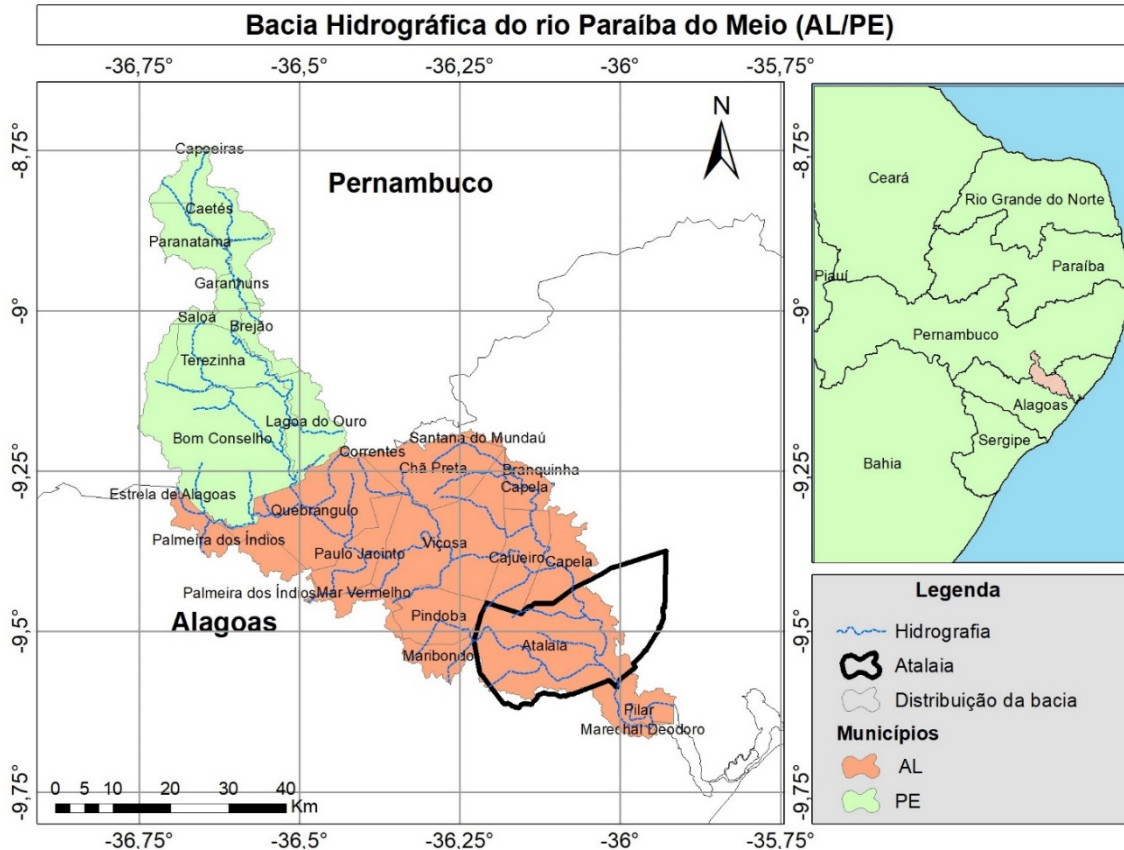 Bacia Hidrográfica do rio Paraíba do Meio (AL/PE)
-36,75° -36,5° -36,25° -36° -35,75°
N
-8,75° -8,75°
Capoeiras
Pernambuco
Caetés
Paranatama
Garanhuns
-9° -9°
Saloá
Brejão
Terezinha
Lagoa do Ouro
Bom Conselho
Correntes
Santana do Mundaú
Chã Preta
Branquinha
-9,25° -9,25°
Capela
Estrela de Alagoas
Quebrangulo
Palmeira dos Índios
Paulo Jacinto
Viçosa
Cajueiro
Capela
Palmeira dos Índios
Mar Vermelho
Alagoas
Pindoba
-9,5° -9,5°
Maribondo
Atalaia
Pilar
Marechal Deodoro
-9,75° -9,75°
0 5 10 20 30 40
Km
-36,75° -36,5° -36,25° -36° -35,75°
Ceará
Rio Grande do Norte
Piauí
Paraíba
Pernambuco
Alagoas
Sergipe
Bahia
Legenda
Hidrografia
Atalaia
Distribuição da bacia
Municípios
AL
PE